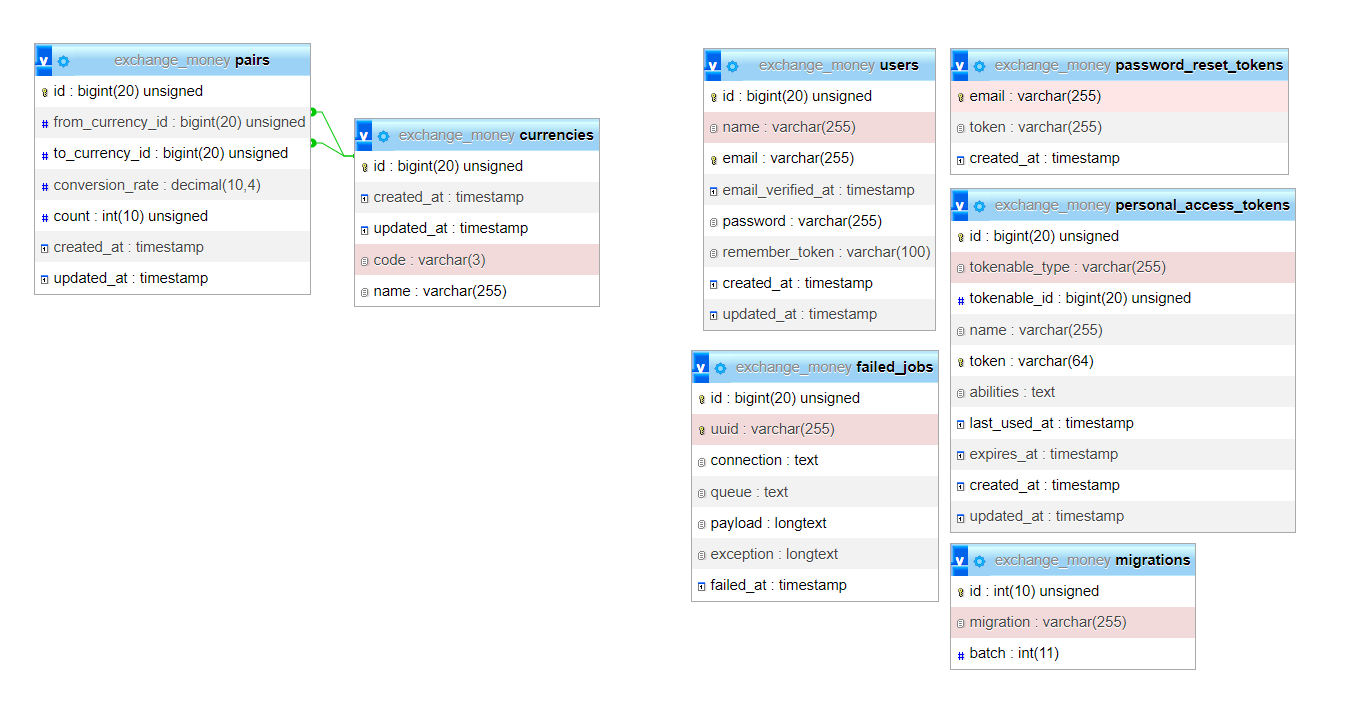 exchange_money pairs
id : bigint(20) unsigned
from_currency_id : bigint(20) unsigned
to_currency_id : bigint(20) unsigned
conversion_rate : decimal(10,4)
count : int(10) unsigned
created_at : timestamp
updated_at : timestamp
exchange_money currencies
id : bigint(20) unsigned
created_at : timestamp
updated_at : timestamp
code : varchar(3)
name : varchar(255)
exchange_money users
id : bigint(20) unsigned
name : varchar(255)
email : varchar(255)
email_verified_at : timestamp
password : varchar(255)
remember_token : varchar(100)
created_at : timestamp
updated_at : timestamp
exchange_money failed_jobs
id : bigint(20) unsigned
uuid : varchar(255)
connection : text
queue : text
payload : longtext
exception : longtext
failed_at : timestamp
exchange_money password_reset_tokens
email : varchar(255)
token : varchar(255)
created_at : timestamp
exchange_money personal_access_tokens
id : bigint(20) unsigned
tokenable_type : varchar(255)
tokenable_id : bigint(20) unsigned
name : varchar(255)
token : varchar(64)
abilities : text
last_used_at : timestamp
expires_at : timestamp
created_at : timestamp
updated_at : timestamp
exchange_money migrations
id : int(10) unsigned
migration : varchar(255)
batch : int(11)